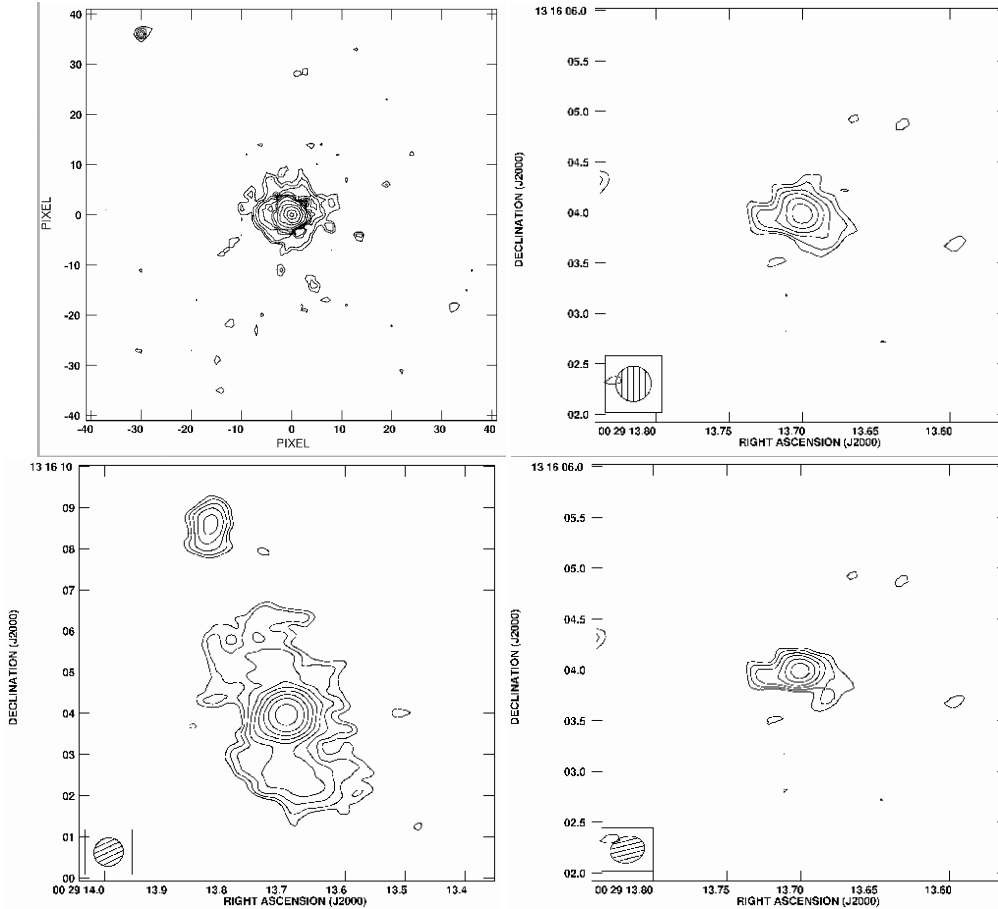 40
30
20
10
0
-10
-20
-30
-40
PIXEL
-40 -30 -20 -10 0 10 20 30 40
PIXEL
13 16 06.0
05.5
05.0
04.5
04.0
03.5
03.0
02.5
02.0
DECLINATION (J2000)
00 29 13.80 13.75 13.70 13.65 13.60
RIGHT ASCENSION (J2000)
13 16 10
09
08
07
06
05
04
03
02
01
00
DECLINATION (J2000)
00 29 14.0 13.9 13.8 13.7 13.6 13.5 13.4
RIGHT ASCENSION (J2000)
13 16 06.0
05.5
05.0
04.5
04.0
03.5
03.0
02.5
02.0
DECLINATION (J2000)
00 29 13.80 13.75 13.70 13.65 13.60
RIGHT ASCENSION (J2000)